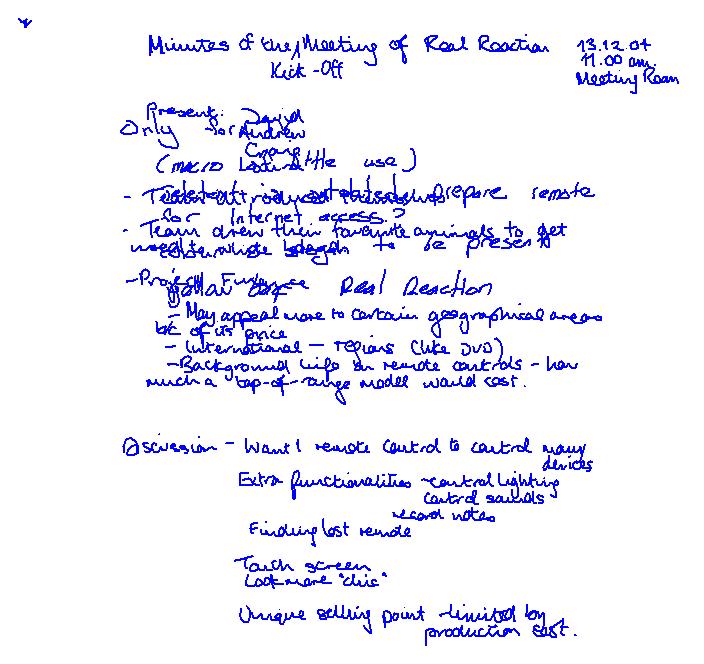 Minutes of the Meeting of Real Reaction 13.12.04
Kick-Off 11.00 am.
Meeting Room
Present: David
Only for Andrew
Craig
(macro little use)
prepare remote
for Internet access?
- Team drew their favourite animals to get
to be present
- Project Finance
Real Reaction
- May appeal more to certain geographical areas
b/c of its price
- International - regions (like DVD)
- Background info on remote controls - how
much a top-of-range model would cost.
Discussion - Want 1 remote control to control many
devices
Extra functionalities - control lighting
control sounds
record notes
Finding lost remote
Touch screen
Look more "chic"
Unique selling point - limited by
production cost.